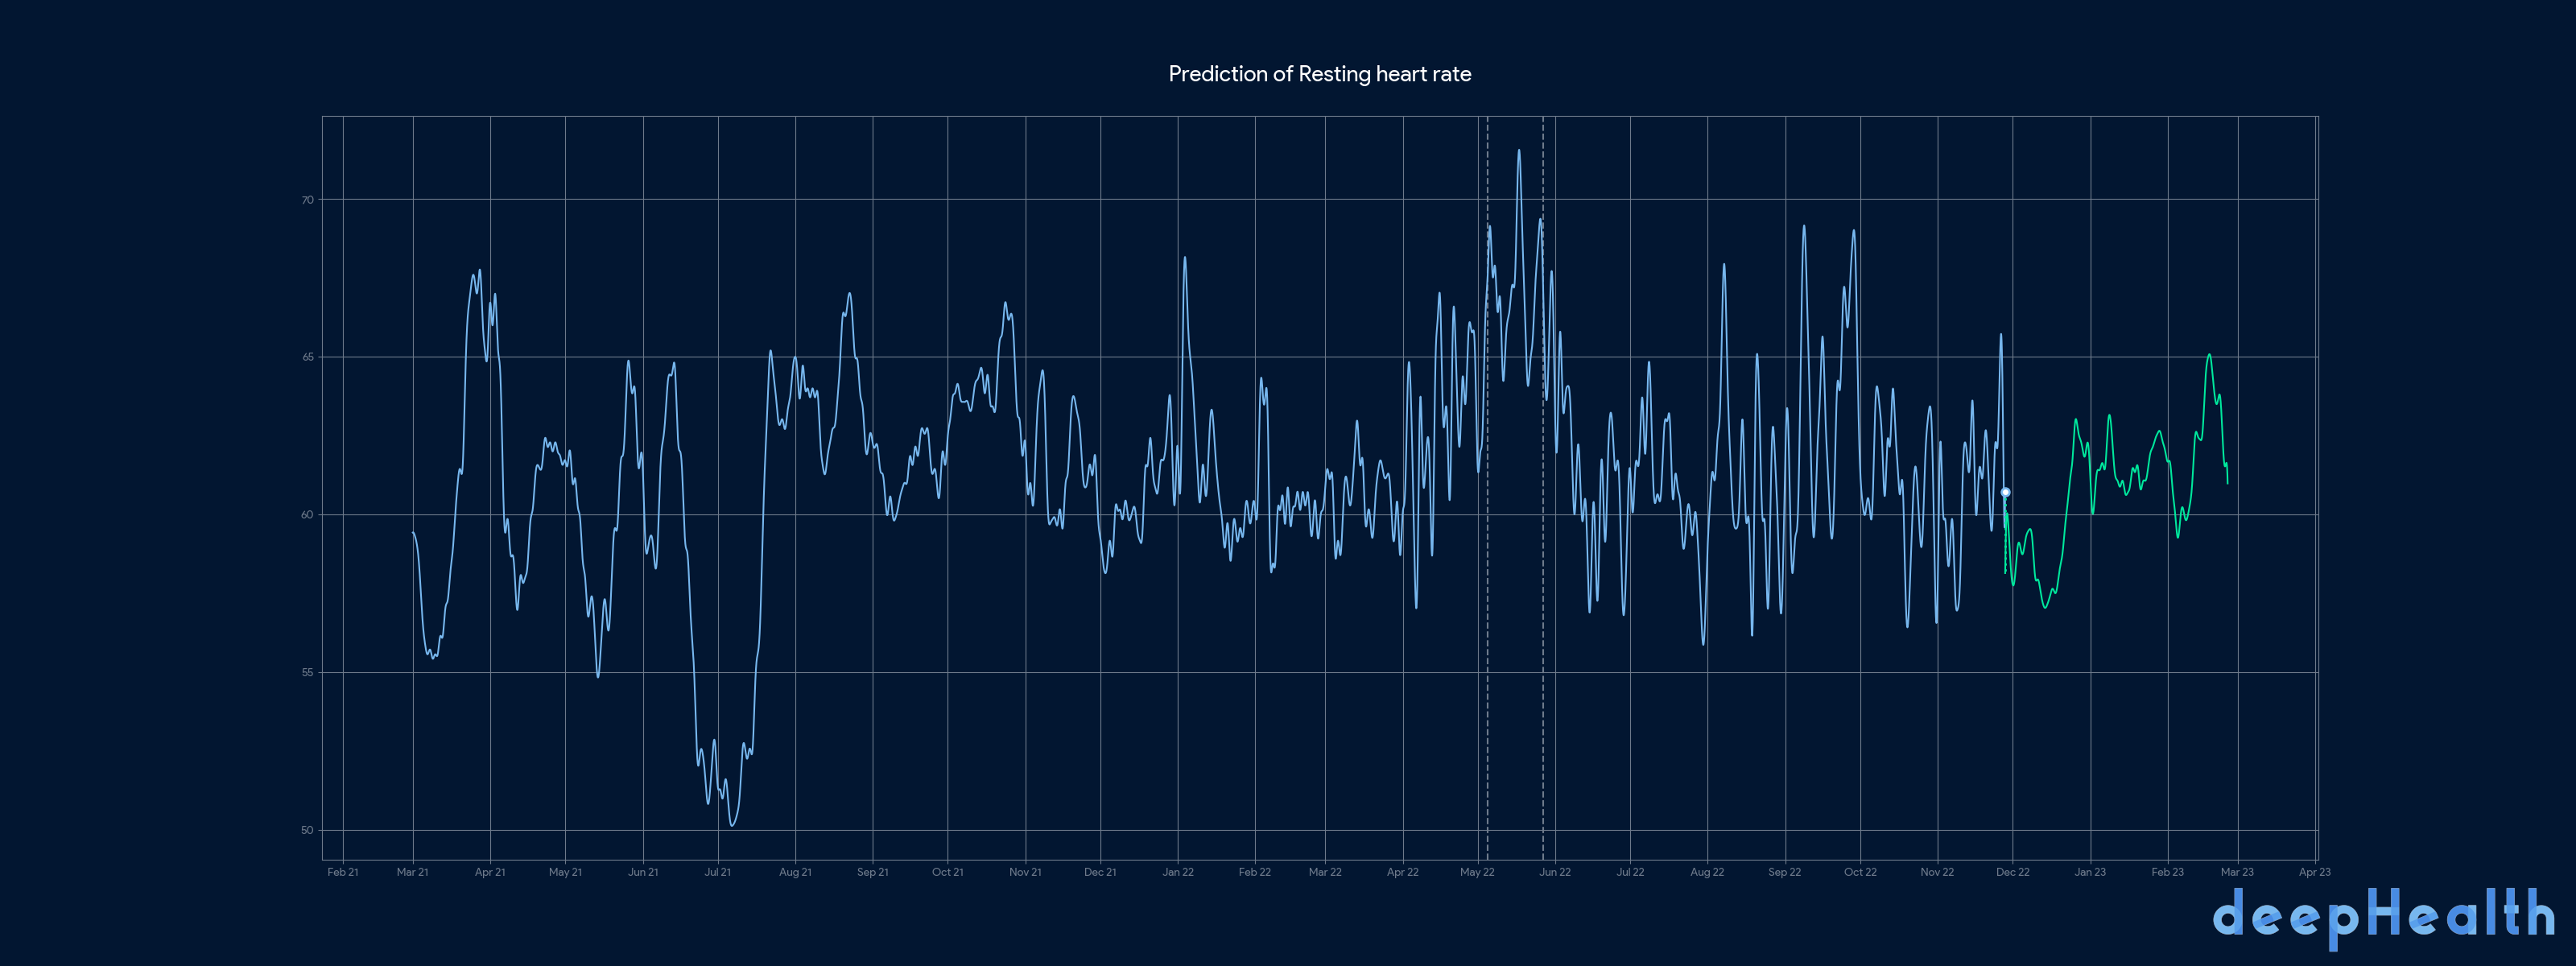 Prediction of Resting heart rate
70
65
60
55
50
Feb 21 Mar 21 Apr 21 May 21 Jun 21 Jul 21 Aug 21 Sep 21 Oct 21 Nov 21 Dec 21 Jan 22 Feb 22 Mar 22 Apr 22 May 22 Jun 22 Jul 22 Aug 22 Sep 22 Oct 22 Nov 22 Dec 22 Jan 23 Feb 23 Mar 23 Apr 23
deepHealth